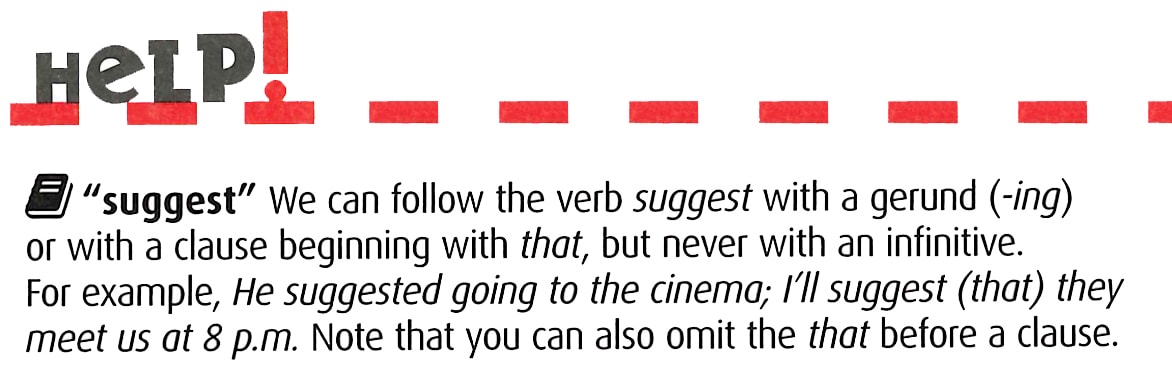 HeLP!
"suggest" We can follow the verb suggest with a gerund (-ing)
or with a clause beginning with that, but never with an infinitive.
For example, He suggested going to the cinema; I'll suggest (that) they
meet us at 8 p.m. Note that you can also omit the that before a clause.